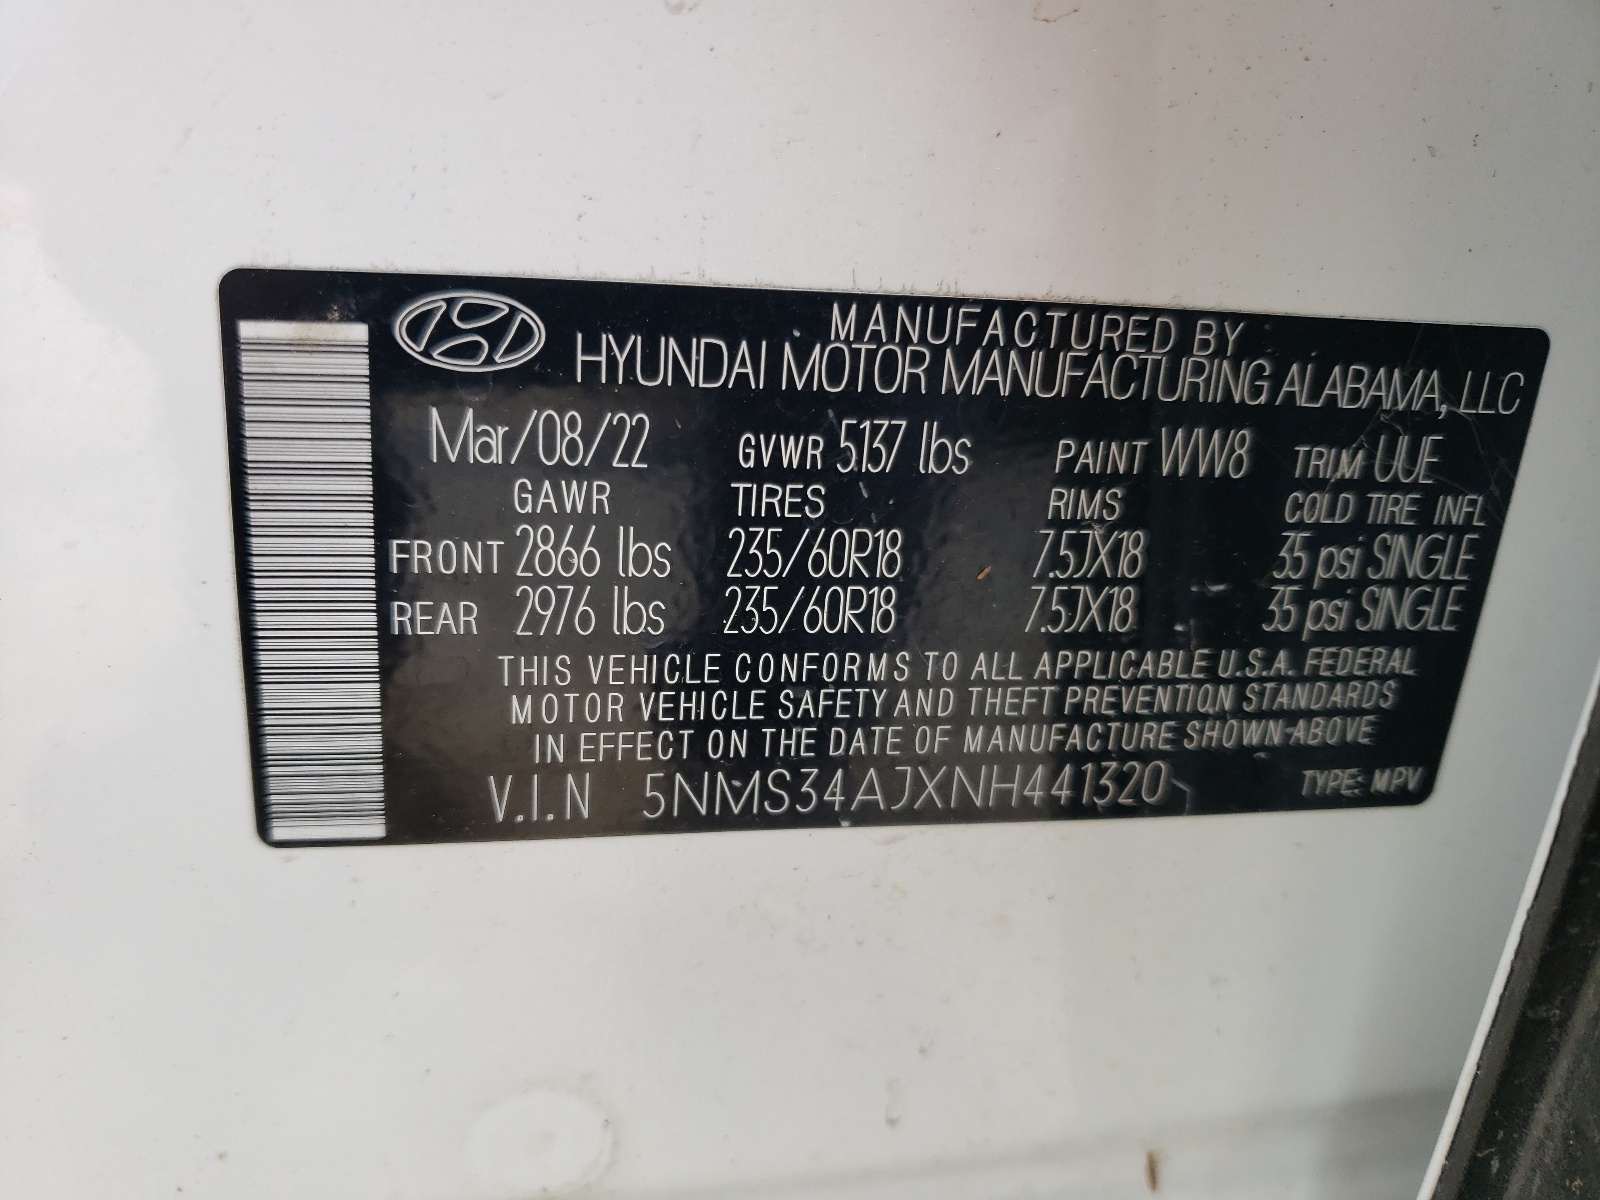 MANUFACTURED BY
HYUNDAI MOTOR MANUFACTURING ALABAMA, LLC
Mar/08/22 GVWR 5137 lbs PAINT WW8 TRIM UUE
GAWR TIRES RIMS COLD TIRE INFL
FRONT 2866 lbs 235/60R18 7.5JX18 35 psi SINGLE
REAR 2976 lbs 235/60R18 7.5JX18 35 psi SINGLE
THIS VEHICLE CONFORMS TO ALL APPLICABLE U.S.A. FEDERAL
MOTOR VEHICLE SAFETY AND THEFT PREVENTION STANDARDS
IN EFFECT ON THE DATE OF MANUFACTURE SHOWN ABOVE
V.I.N 5NMS34AJXNH441320 TYPE: MPV